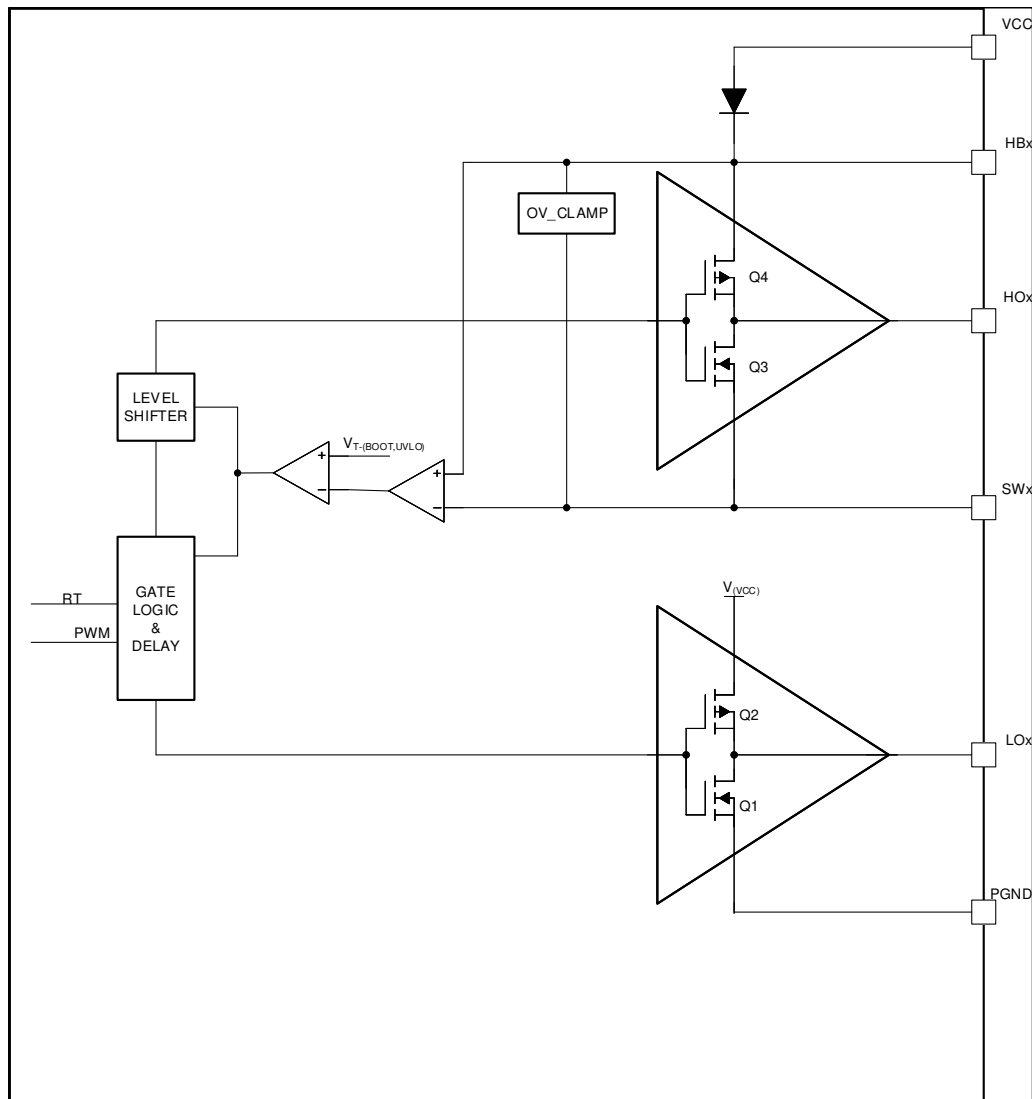 VCC
HBx
OV_CLAMP
Q4
HOx
Q3
LEVEL
SHIFTER
VT-(BOOT,UVLO)
+
−
+
−
SWx
GATE
LOGIC
&
DELAY
RT
PWM
V(VCC)
Q2
LOx
Q1
PGND